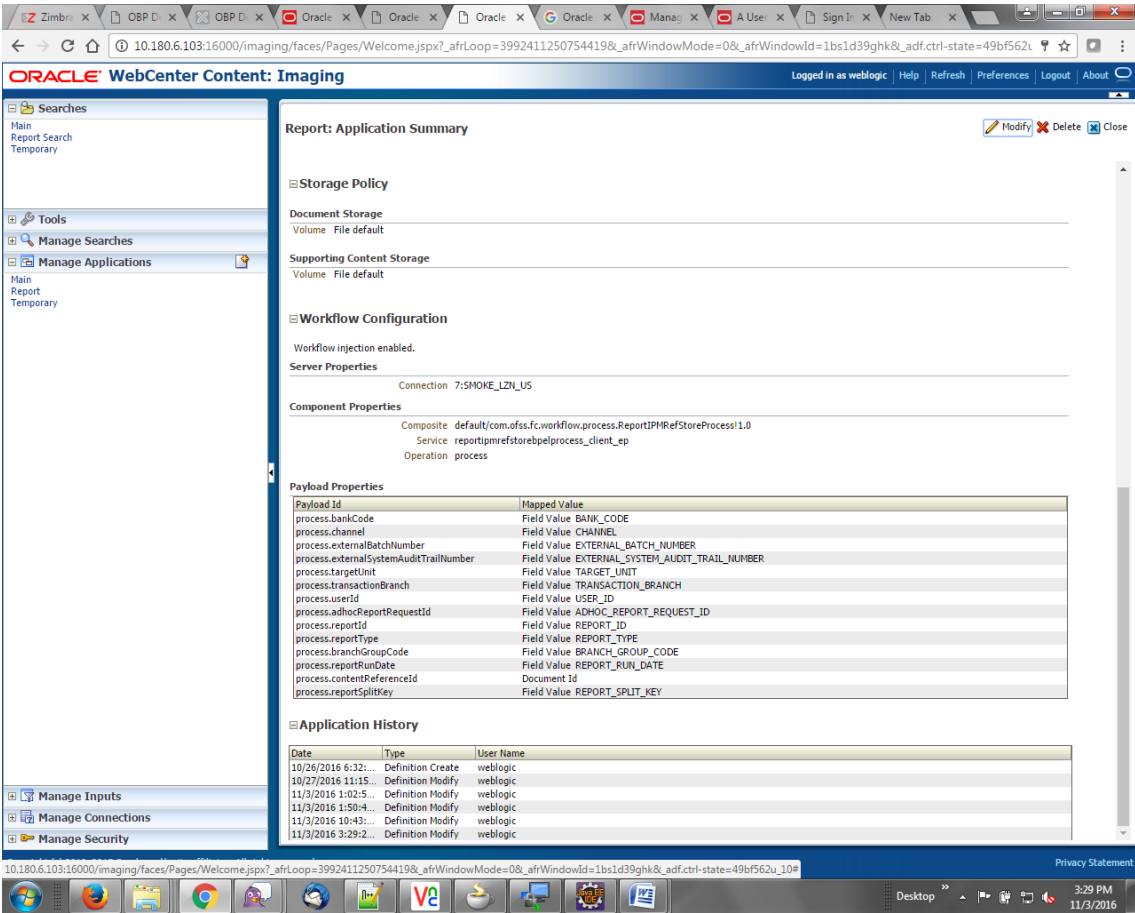 Zimbra
OBP D
OBP D
Oracle
Oracle
Oracle
Oracle
Manag
A User
Sign In
New Tab
10.180.6.103:16000/imaging/faces/Pages/Welcome.jspx?_afrLoop=3992411250754419&_afrWindowMode=0&_afrWindowId=1bs1d39ghk&_adf.ctrl-state=49bf562u
ORACLE WebCenter Content: Imaging
Logged in as weblogic Help Refresh Preferences Logout About
Searches
Main
Report Search
Temporary
Tools
Manage Searches
Manage Applications
Main
Report
Temporary
Manage Inputs
Manage Connections
Manage Security
Report: Application Summary
Modify Delete Close
Storage Policy
Document Storage
Volume File default
Supporting Content Storage
Volume File default
Workflow Configuration
Workflow injection enabled.
Server Properties
Connection 7:SMOKE_LZN_US
Component Properties
Composite default/com.ofss.fc.workflow.process.ReportIPMRefStoreProcess!1.0
Service reportipmrefstorebpelprocess_client_ep
Operation process
Payload Properties
Payload Id Mapped Value
process.bankCode Field Value BANK_CODE
process.channel Field Value CHANNEL
process.externalBatchNumber Field Value EXTERNAL_BATCH_NUMBER
process.externalSystemAuditTrailNumber Field Value EXTERNAL_SYSTEM_AUDIT_TRAIL_NUMBER
process.targetUnit Field Value TARGET_UNIT
process.transactionBranch Field Value TRANSACTION_BRANCH
process.userId Field Value USER_ID
process.adhocReportRequestId Field Value ADHOC_REPORT_REQUEST_ID
process.reportId Field Value REPORT_ID
process.reportType Field Value REPORT_TYPE
process.branchGroupCode Field Value BRANCH_GROUP_CODE
process.reportRunDate Field Value REPORT_RUN_DATE
process.contentReferenceId Document Id
process.reportSplitKey Field Value REPORT_SPLIT_KEY
Application History
Date Type User Name
10/26/2016 6:32:... Definition Create weblogic
10/27/2016 11:15... Definition Modify weblogic
11/3/2016 1:02:5... Definition Modify weblogic
11/3/2016 1:50:4... Definition Modify weblogic
11/3/2016 10:43:... Definition Modify weblogic
11/3/2016 3:29:2... Definition Modify weblogic
Privacy Statement
10.180.6.103:16000/imaging/faces/Pages/Welcome.jspx?_afrLoop=3992411250754419&_afrWindowMode=0&_afrWindowId=1bs1d39ghk&_adf.ctrl-state=49bf562u_10#
Desktop
3:29 PM
11/3/2016